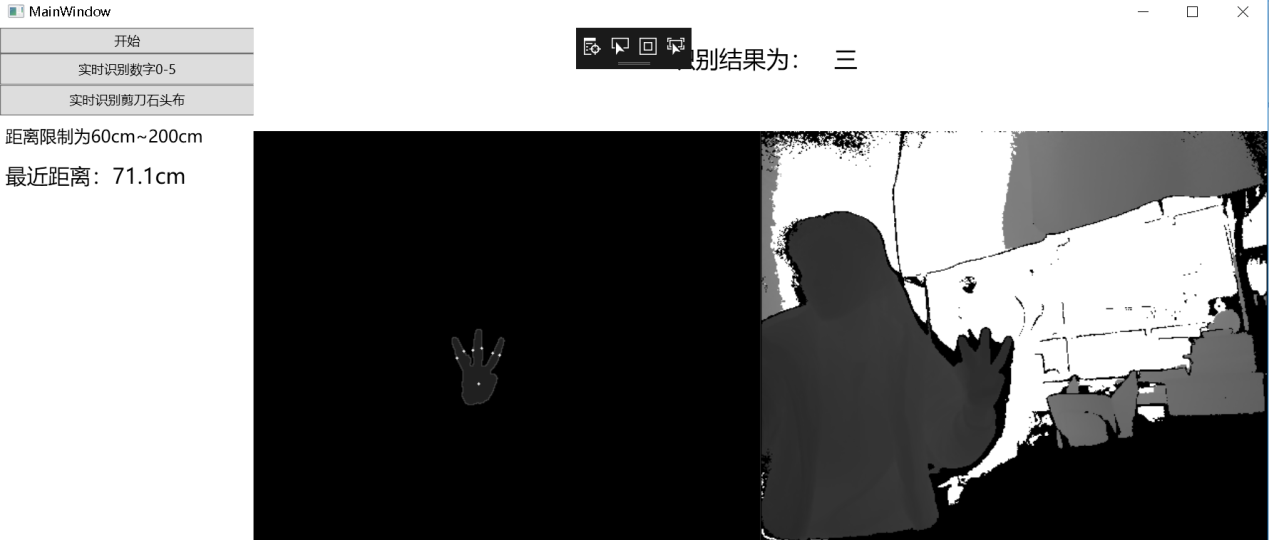 MainWindow
开始
实时识别数字0-5
实时识别剪刀石头布
别结果为： 三
距离限制为60cm~200cm
最近距离：71.1cm